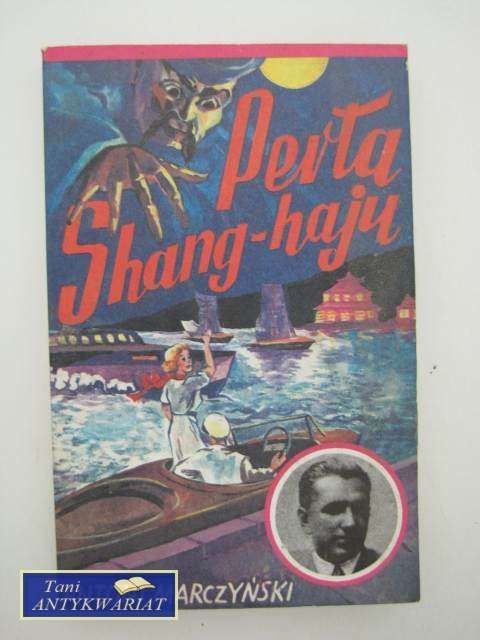 Perła
Shang-haju
ARCZYŃSKI
Tani
ANTYKWARIAT